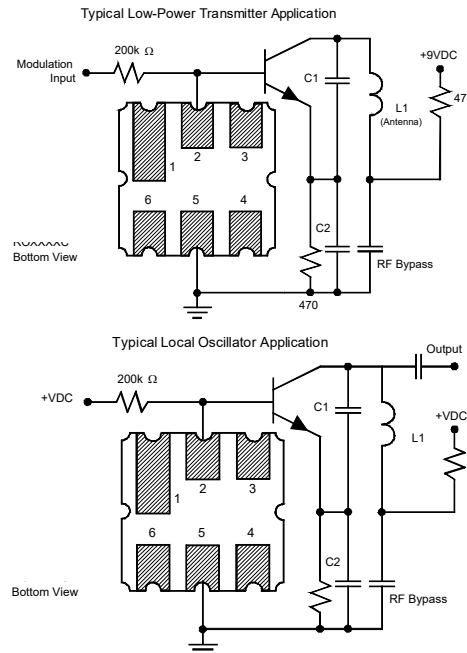 Typical Low-Power Transmitter Application
200k Ω
Modulation
Input
C1
+9VDC
47
L1
(Antenna)
1
2
3
6
5
4
C2
Bottom View
RF Bypass
470
Typical Local Oscillator Application
Output
200k Ω
+VDC
C1
+VDC
L1
1
2
3
6
5
4
C2
Bottom View
RF Bypass